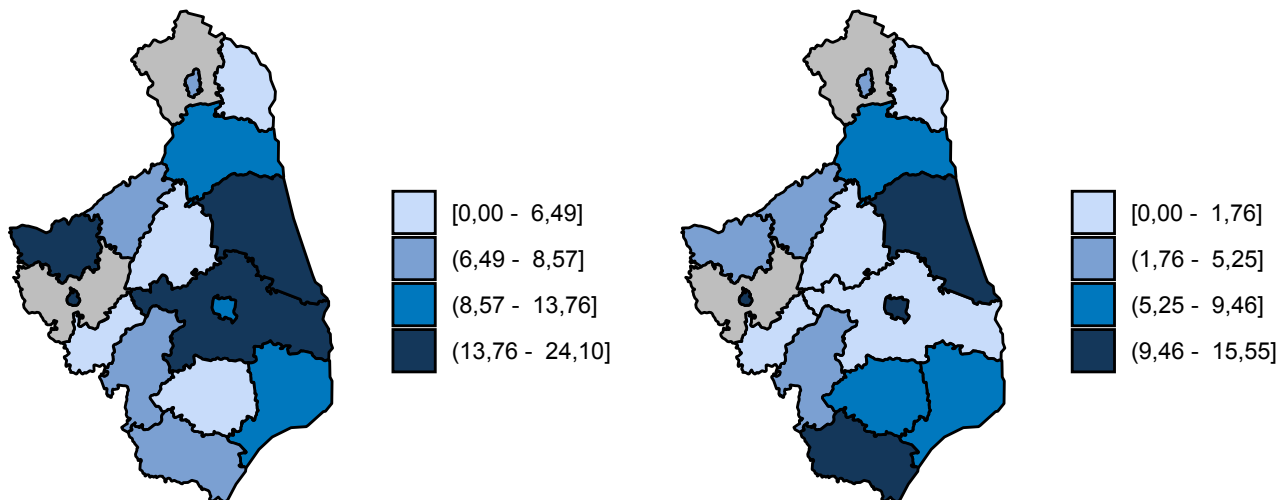 [0,00 - 6,49]
(6,49 - 8,57]
(8,57 - 13,76]
(13,76 - 24,10]
[0,00 - 1,76]
(1,76 - 5,25]
(5,25 - 9,46]
(9,46 - 15,55]